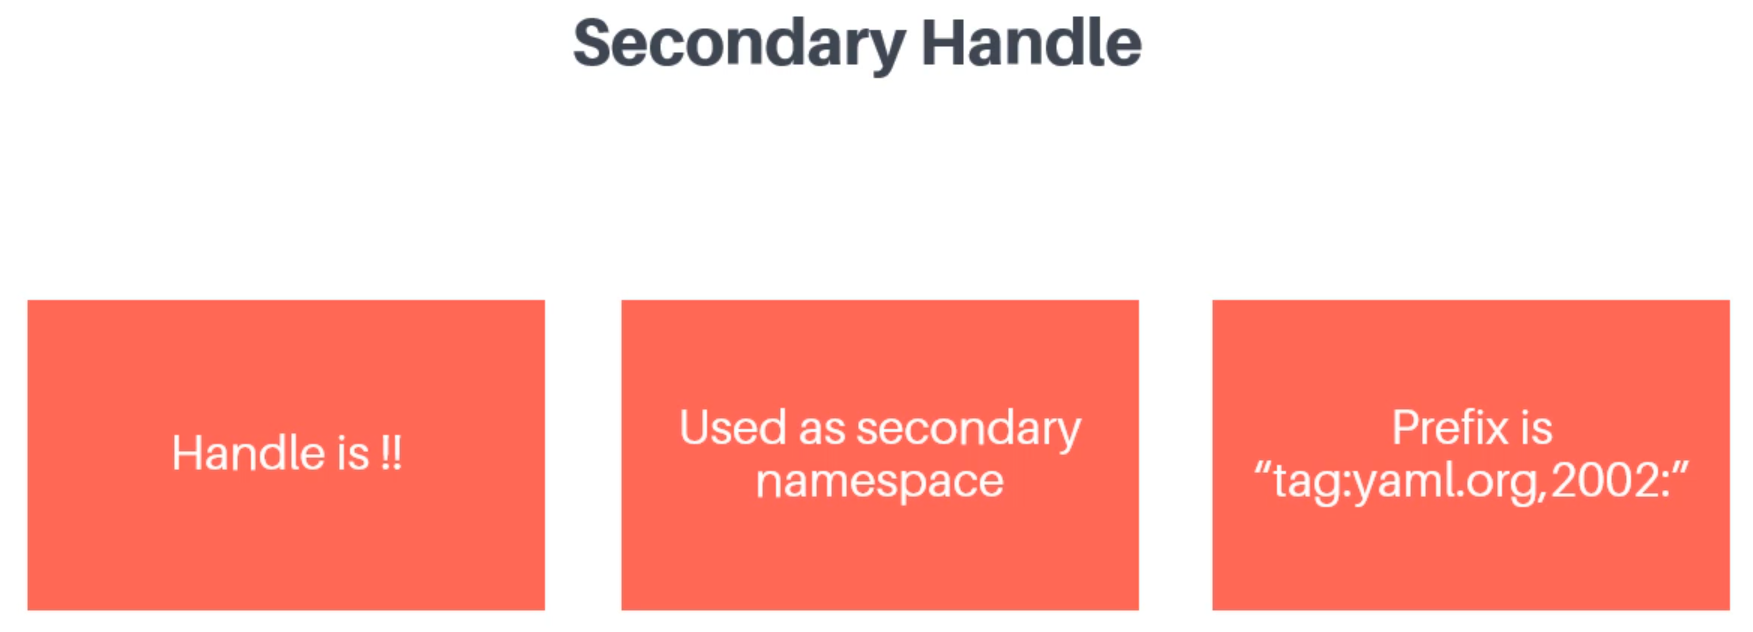 Secondary Handle
Handle is !!
Used as secondary
namespace
Prefix is
“tag:yaml.org,2002:”